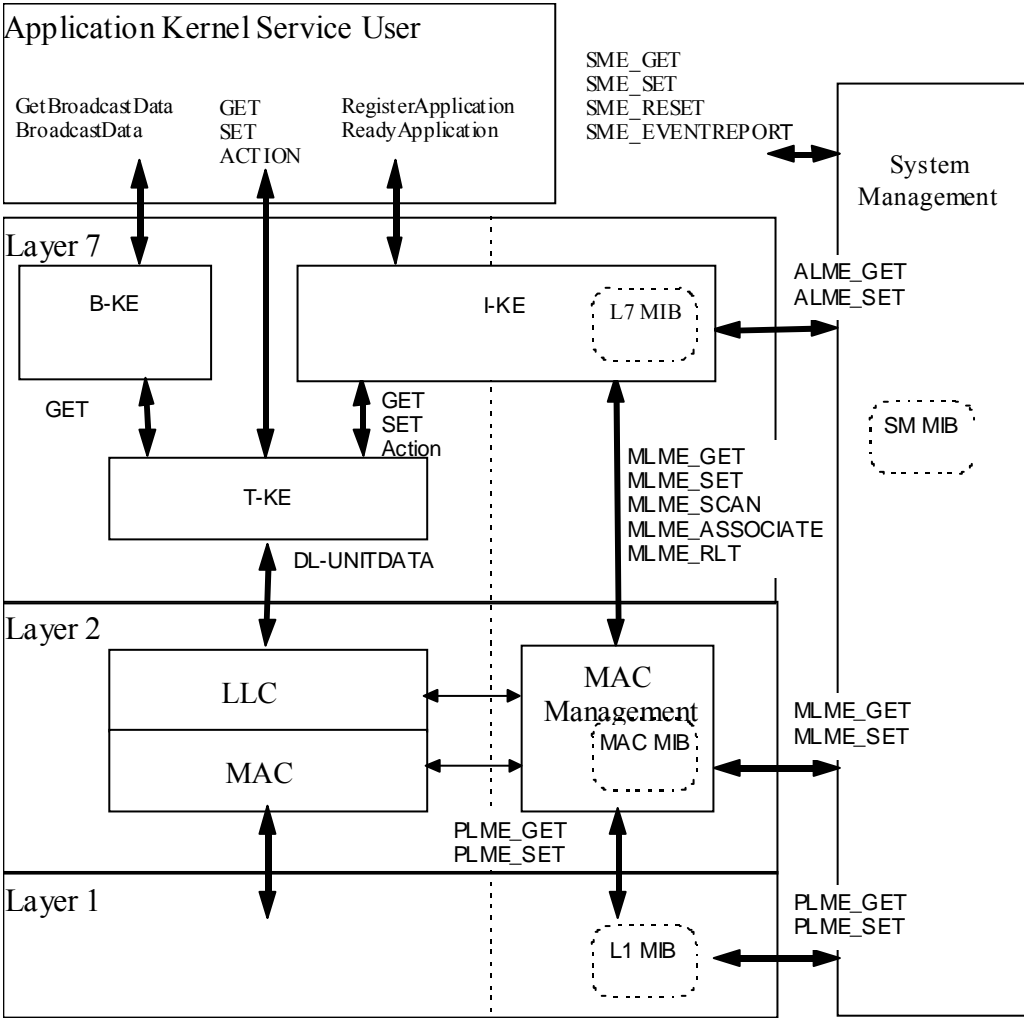 Application Kernel Service User
GetBroadcastData
BroadcastData
GET
SET
ACTION
RegisterApplication
ReadyApplication
SME_GET
SME_SET
SME_RESET
SME_EVENTREPORT
System
Management
Layer 7
B-KE
I-KE
L7 MIB
ALME_GET
ALME_SET
GET
GET
SET
Action
SM MIB
T-KE
MLME_GET
MLME_SET
MLME_SCAN
MLME_ASSOCIATE
MLME_RLT
DL-UNITDATA
Layer 2
LLC
MAC
MAC
Management
MAC MIB
MLME_GET
MLME_SET
PLME_GET
PLME_SET
Layer 1
L1 MIB
PLME_GET
PLME_SET